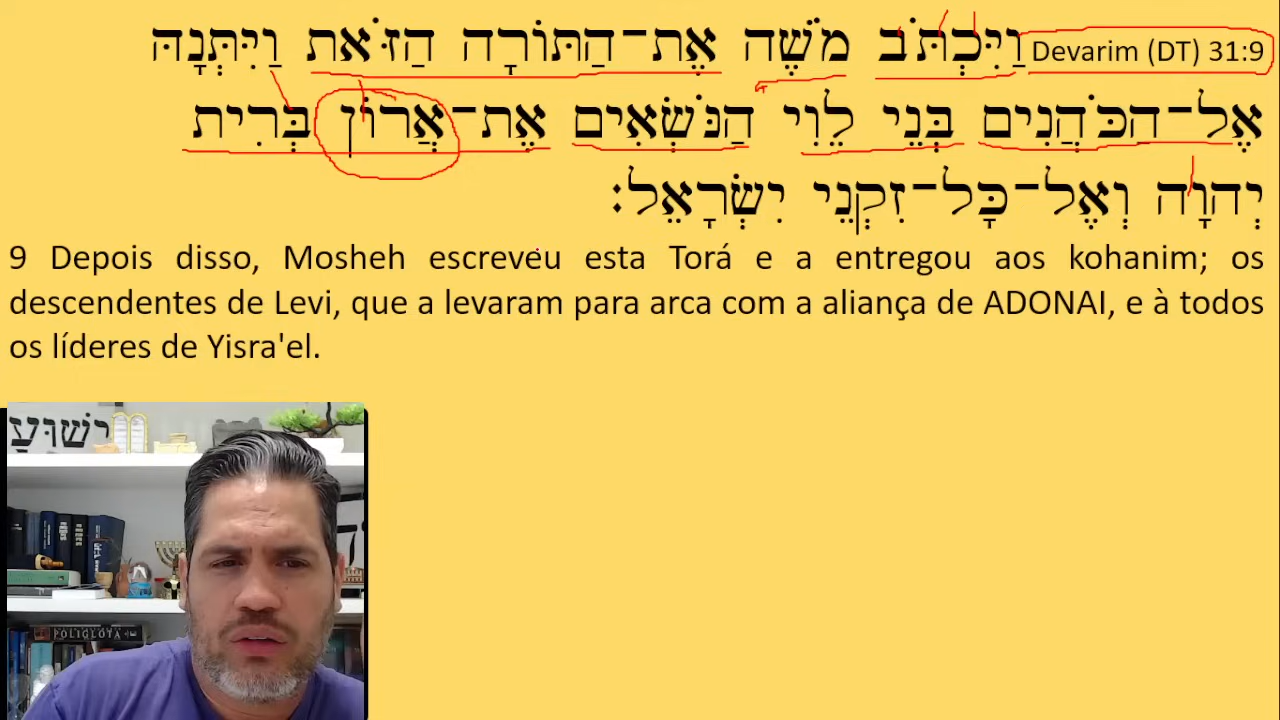 Devarim (DT) 31:9 וַיִּכְתֹּב מֹשֶׁה אֶת־הַתּוֹרָה הַזֹּאת וַיִּתְּנָהּ
אֶל־הַכֹּהֲנִים בְּנֵי לֵוִי הַנֹּשְׂאִים אֶת־אֲרוֹן בְּרִית
יְהוָה וְאֶל־כָּל־זִקְנֵי יִשְׂרָאֵל׃
9 Depois disso, Mosheh escreveu esta Torá e a entregou aos kohanim; os
descendentes de Levi, que a levaram para arca com a aliança de ADONAI, e à todos
os líderes de Yisra'el.
ישוע
POLIGLOTA